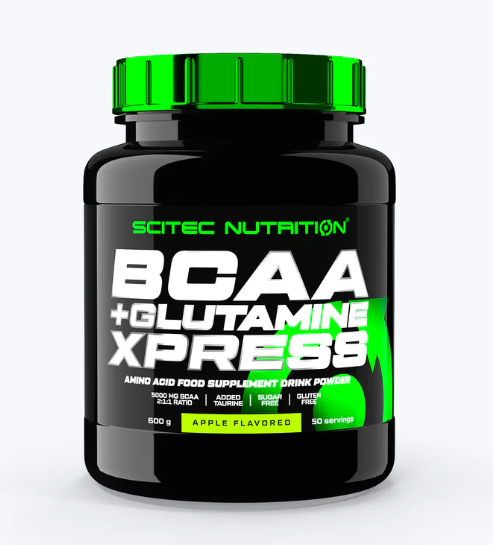 SCITEC NUTRITION®
BCAA
+GLUTAMINE
XPRESS
AMINO ACID FOOD SUPPLEMENT DRINK POWDER
5000 MG BCAA
2:1:1 RATIO
ADDED
TAURINE
SUGAR
FREE
GLUTEN
FREE
600 g
APPLE FLAVORED
50 servings